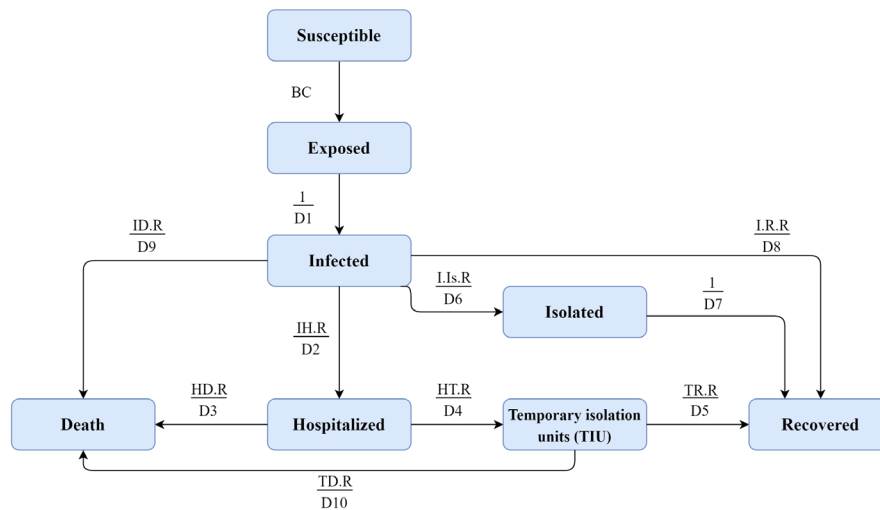 Susceptible
BC
Exposed
1
D1
ID.R
D9
Infected
I.R.R
D8
I.Is.R
D6
Isolated
1
D7
IH.R
D2
Death
HD.R
D3
Hospitalized
HT.R
D4
Temporary isolation
units (TIU)
TR.R
D5
Recovered
TD.R
D10